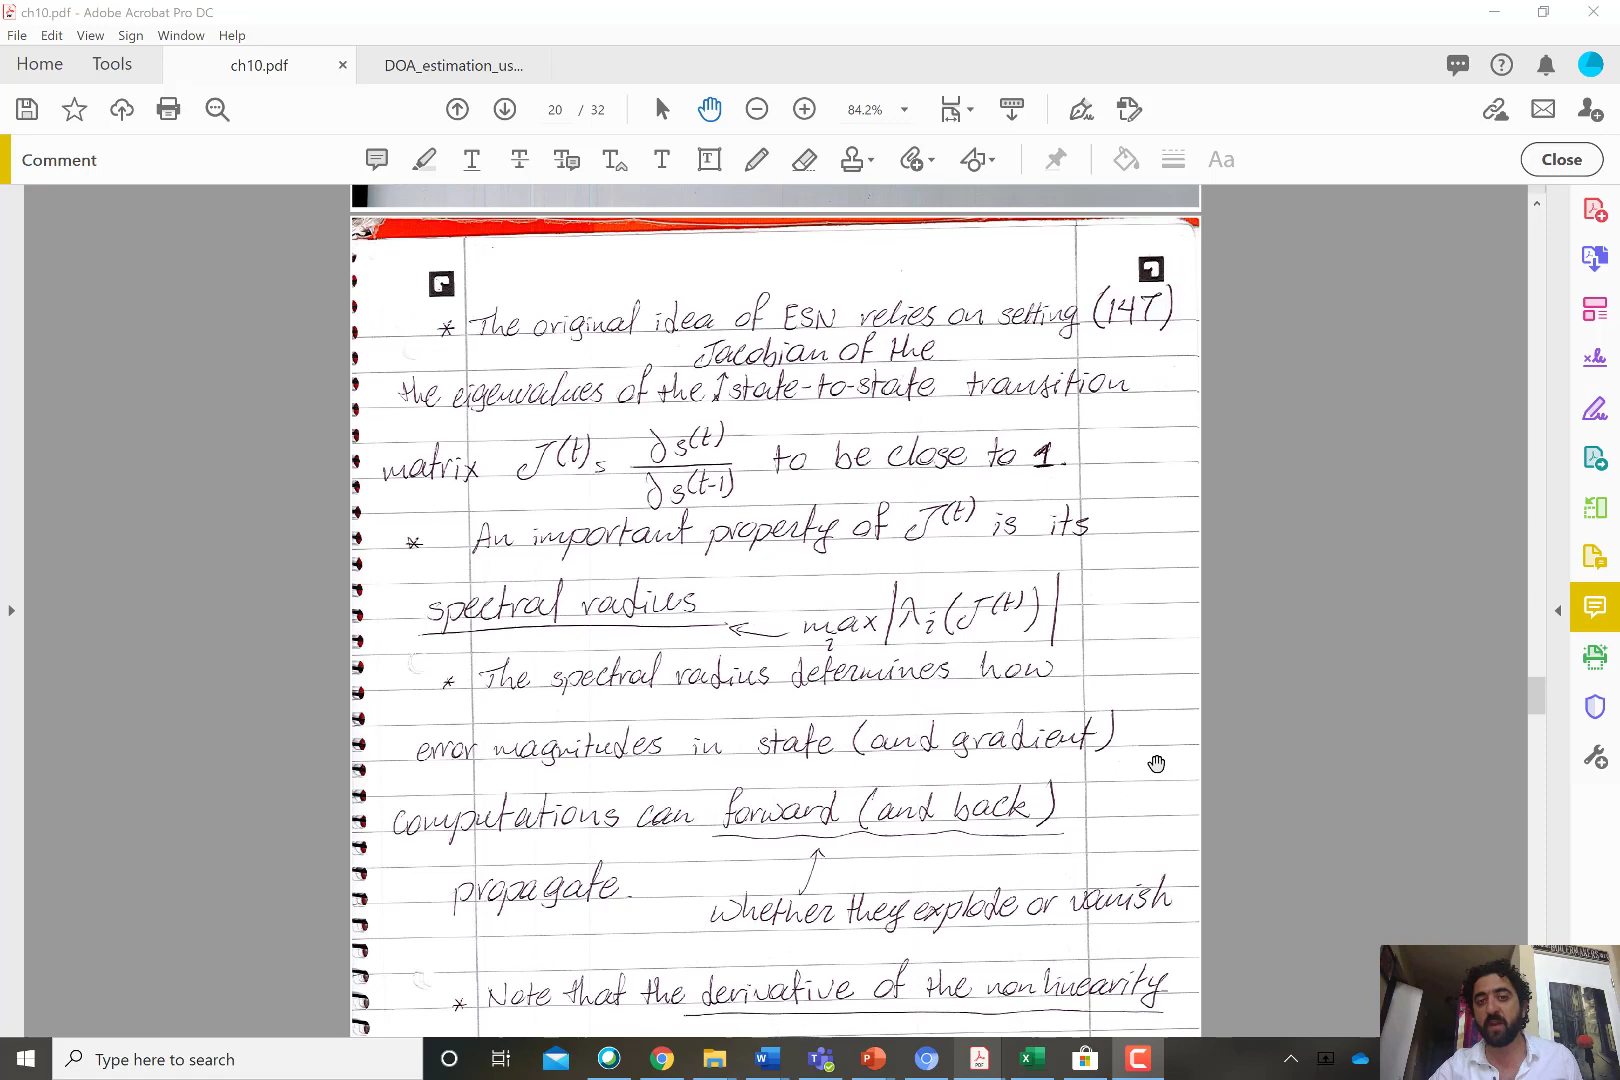 ch10.pdf - Adobe Acrobat Pro DC
File Edit View Sign Window Help
Home Tools ch10.pdf × DOA_estimation_us...
20 / 32 84.2%
Comment Close
* The original idea of ESN relies on setting (147)
Jacobian of the
the eigenvalues of the ↑ state-to-state transition
matrix J^(t) = ∂s^(t) / ∂s^(t-1) to be close to 1.
* An important property of J^(t) is its
spectral radius ← max_i |λ_i (J^(t))|
* The spectral radius determines how
error magnitudes in state (and gradient)
computations can forward (and back)
propagate.
whether they explode or vanish
* Note that the derivative of the nonlinearity
Type here to search